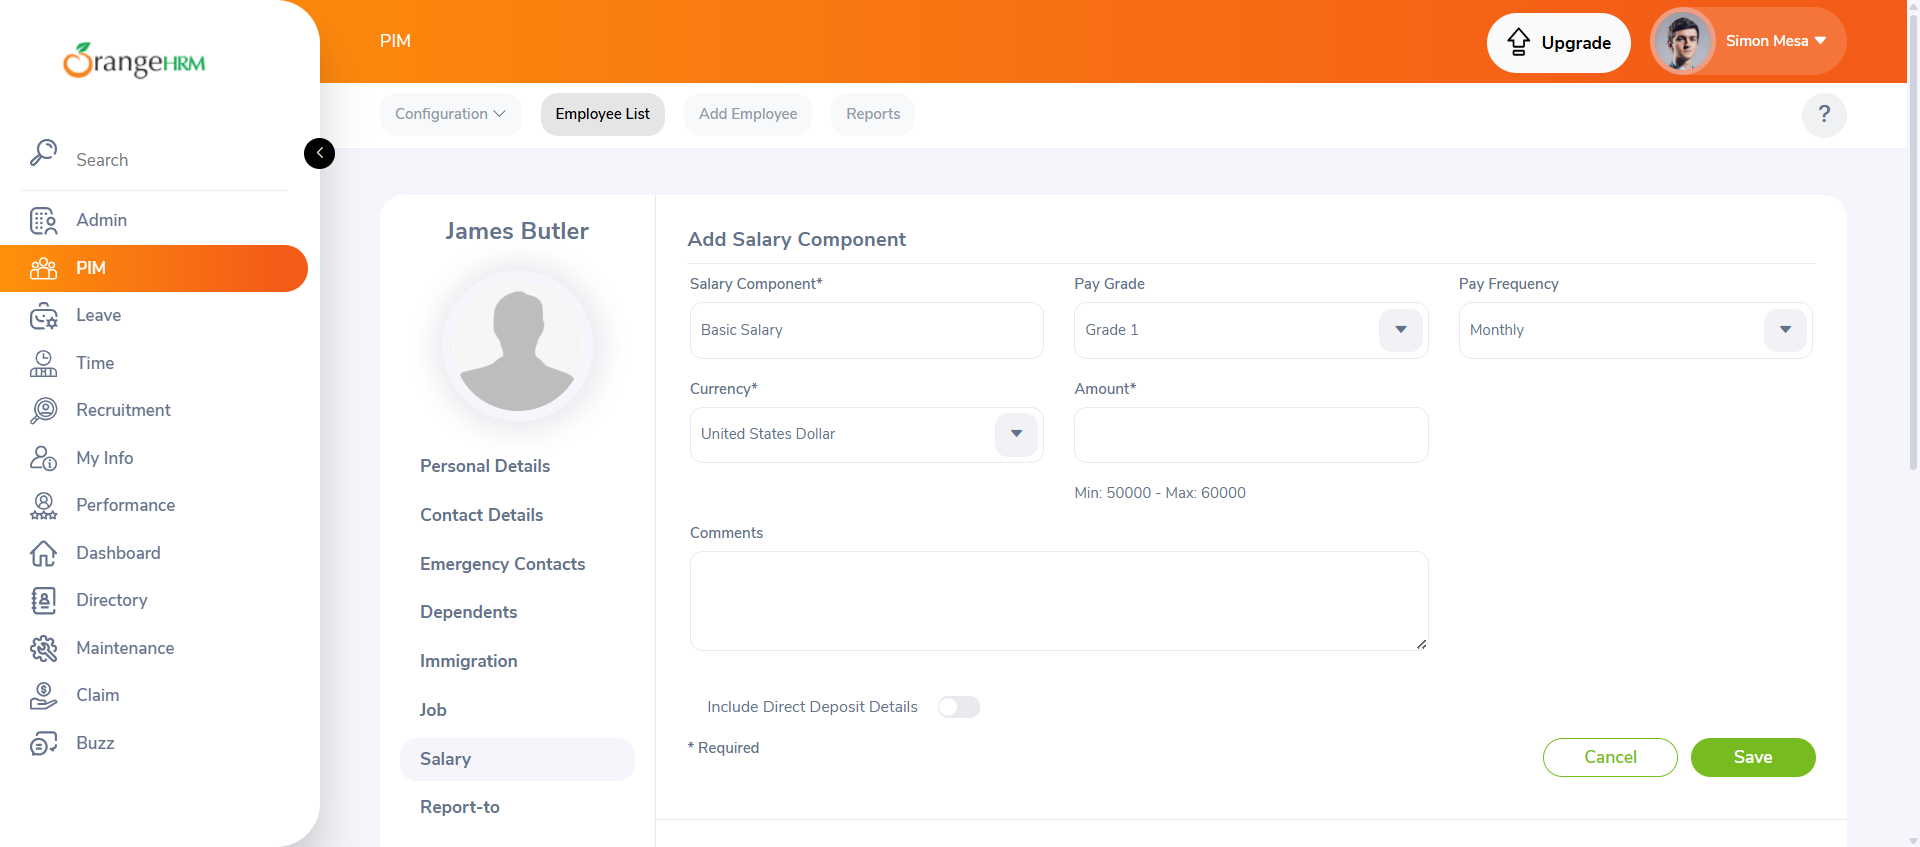 OrangeHRM
PIM
Upgrade
Simon Mesa
Configuration
Employee List
Add Employee
Reports
?
Search
Admin
PIM
Leave
Time
Recruitment
My Info
Performance
Dashboard
Directory
Maintenance
Claim
Buzz
James Butler
Personal Details
Contact Details
Emergency Contacts
Dependents
Immigration
Job
Salary
Report-to
Add Salary Component
Salary Component*
Pay Grade
Pay Frequency
Basic Salary
Grade 1
Monthly
Currency*
Amount*
United States Dollar
Min: 50000 - Max: 60000
Comments
Include Direct Deposit Details
* Required
Cancel
Save